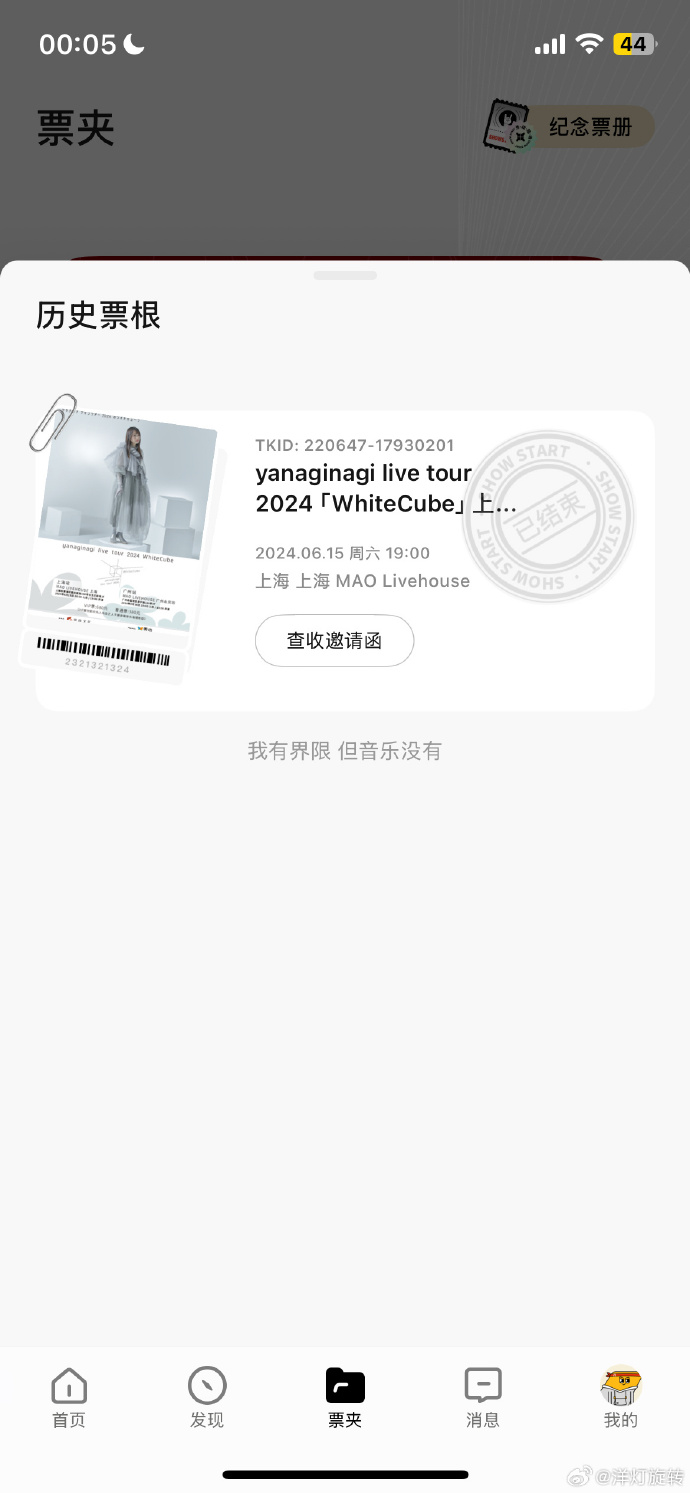 00:05
44
票夹
纪念票册
历史票根
TKID: 220647-17930201
yanaginagi live tour
2024「WhiteCube」上...
2024.06.15 周六 19:00
上海 上海 MAO Livehouse
查收邀请函
SHOW START · SHOW START · SHOW START
已结束
yanaginagi live tour 2024 WhiteCube
2321321324
我有界限 但音乐没有
首页
发现
票夹
消息
我的
@洋灯旋转